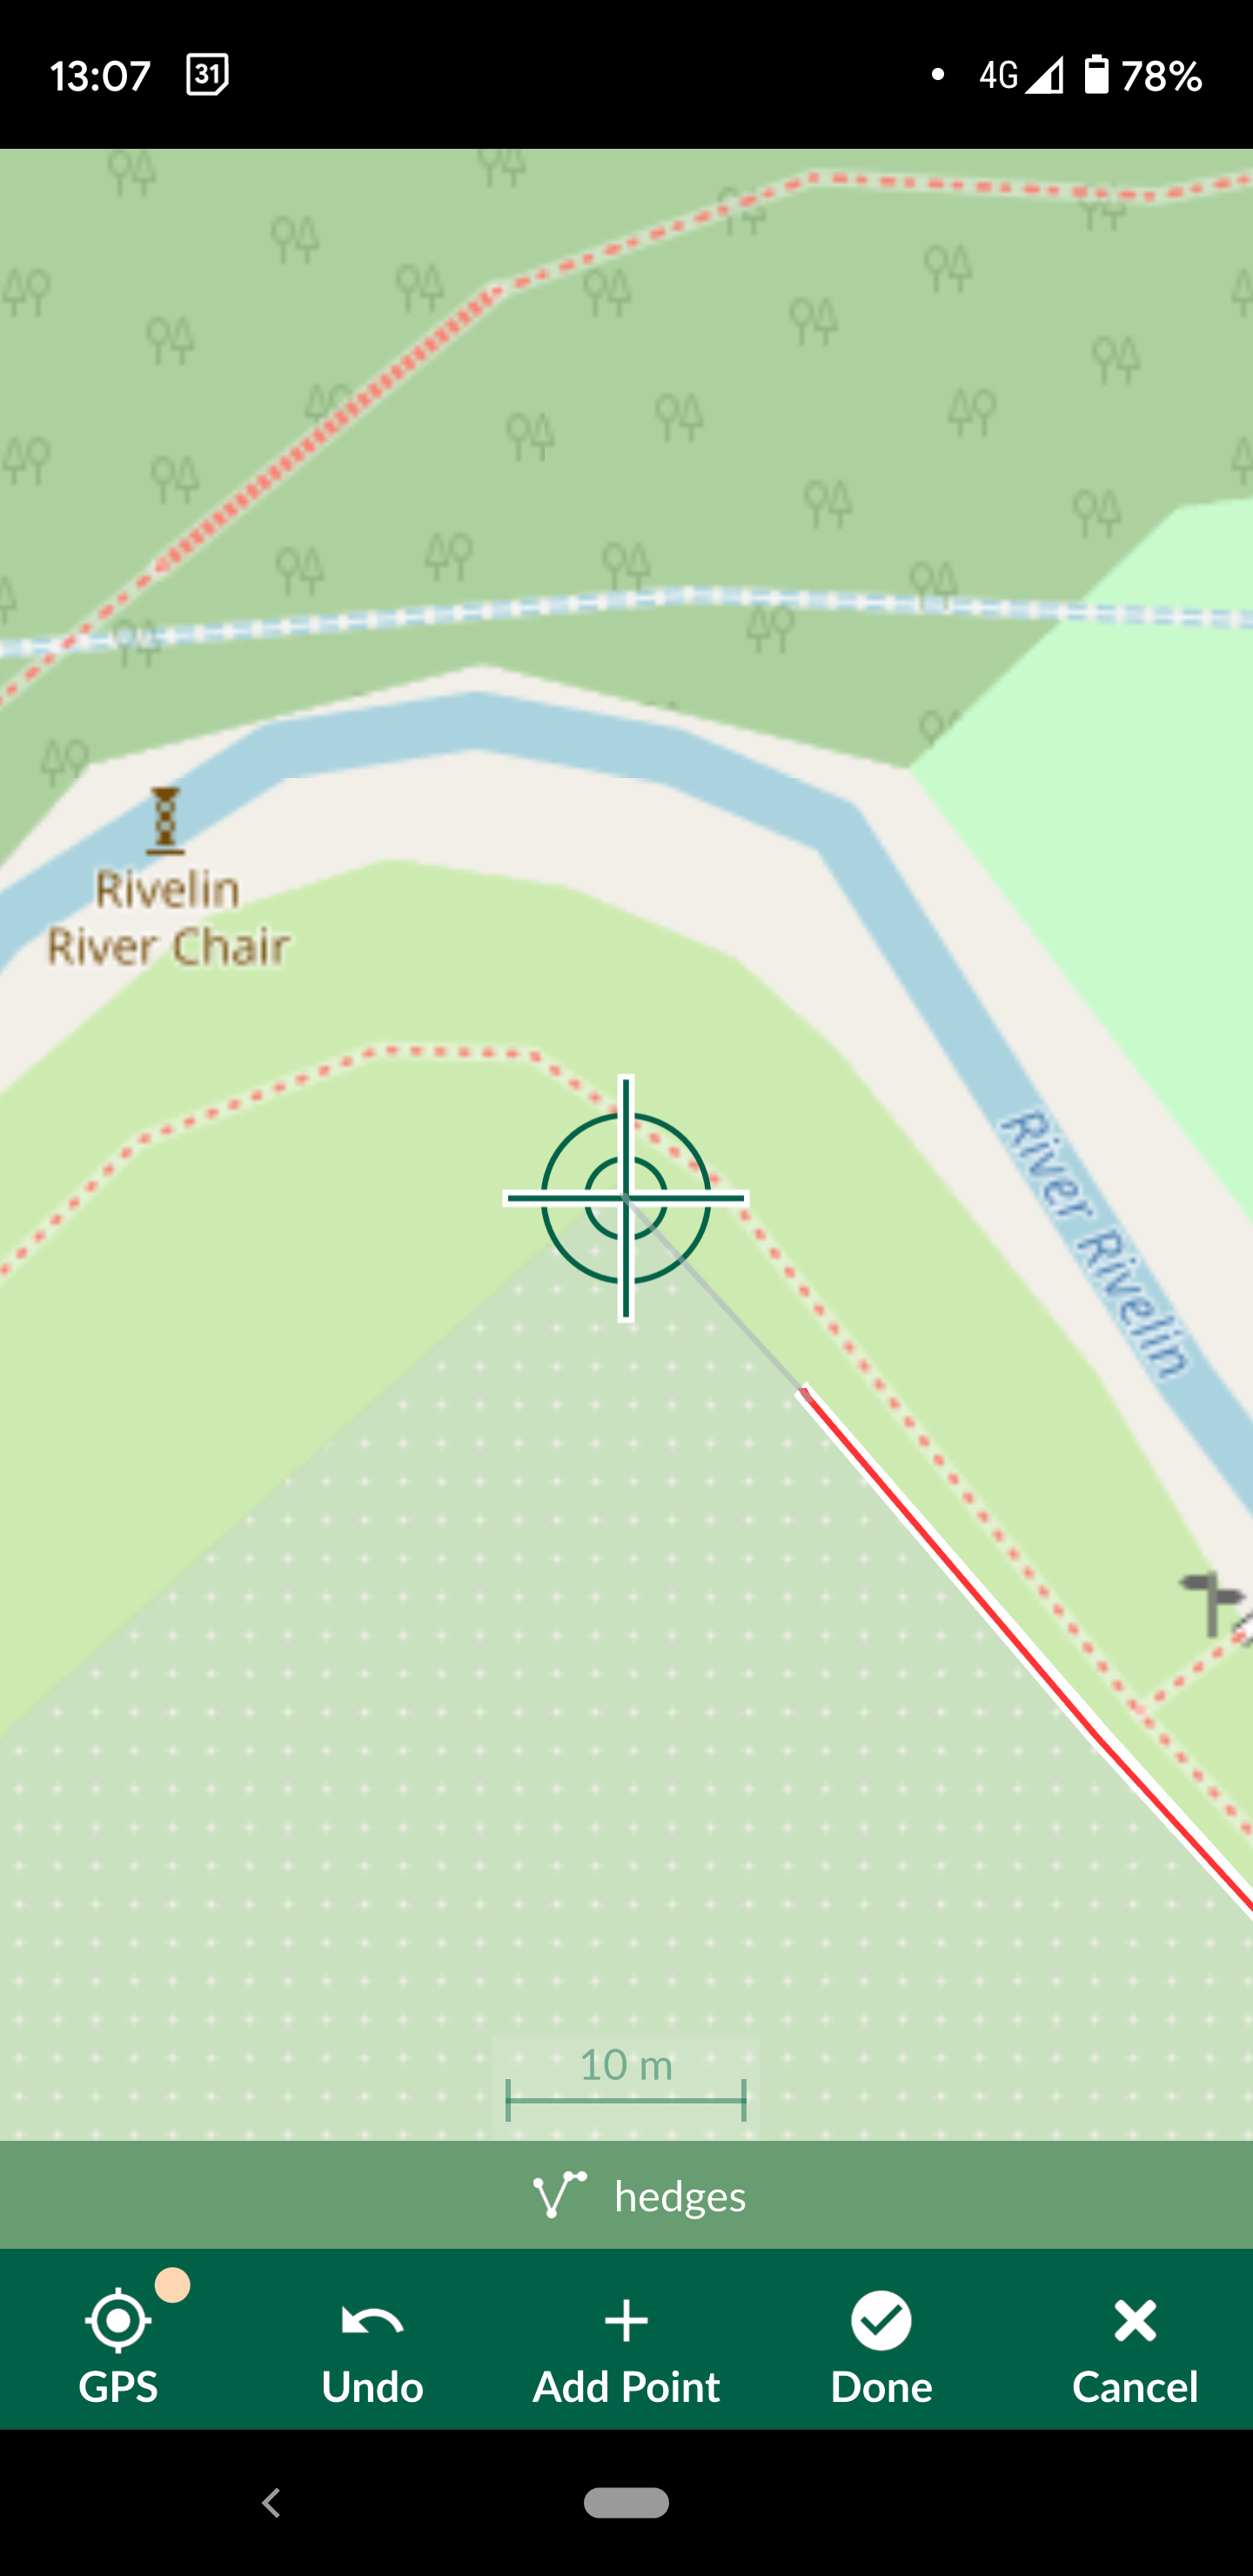 13:07 31 4G 78%
Rivelin
River Chair
River Rivelin
10 m
hedges
GPS Undo Add Point Done Cancel